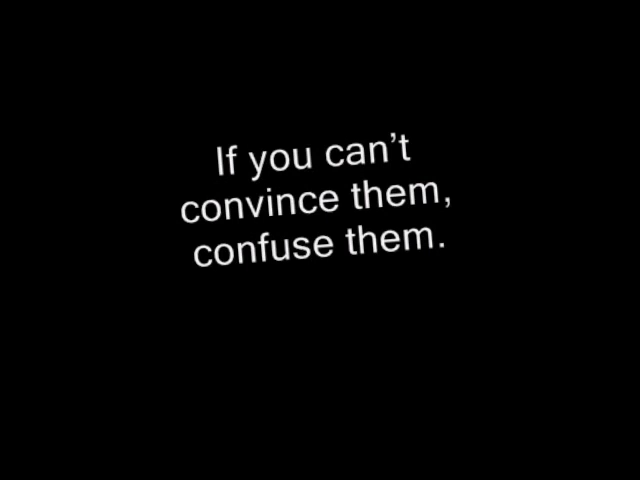 If you can’t
convince them,
confuse them.